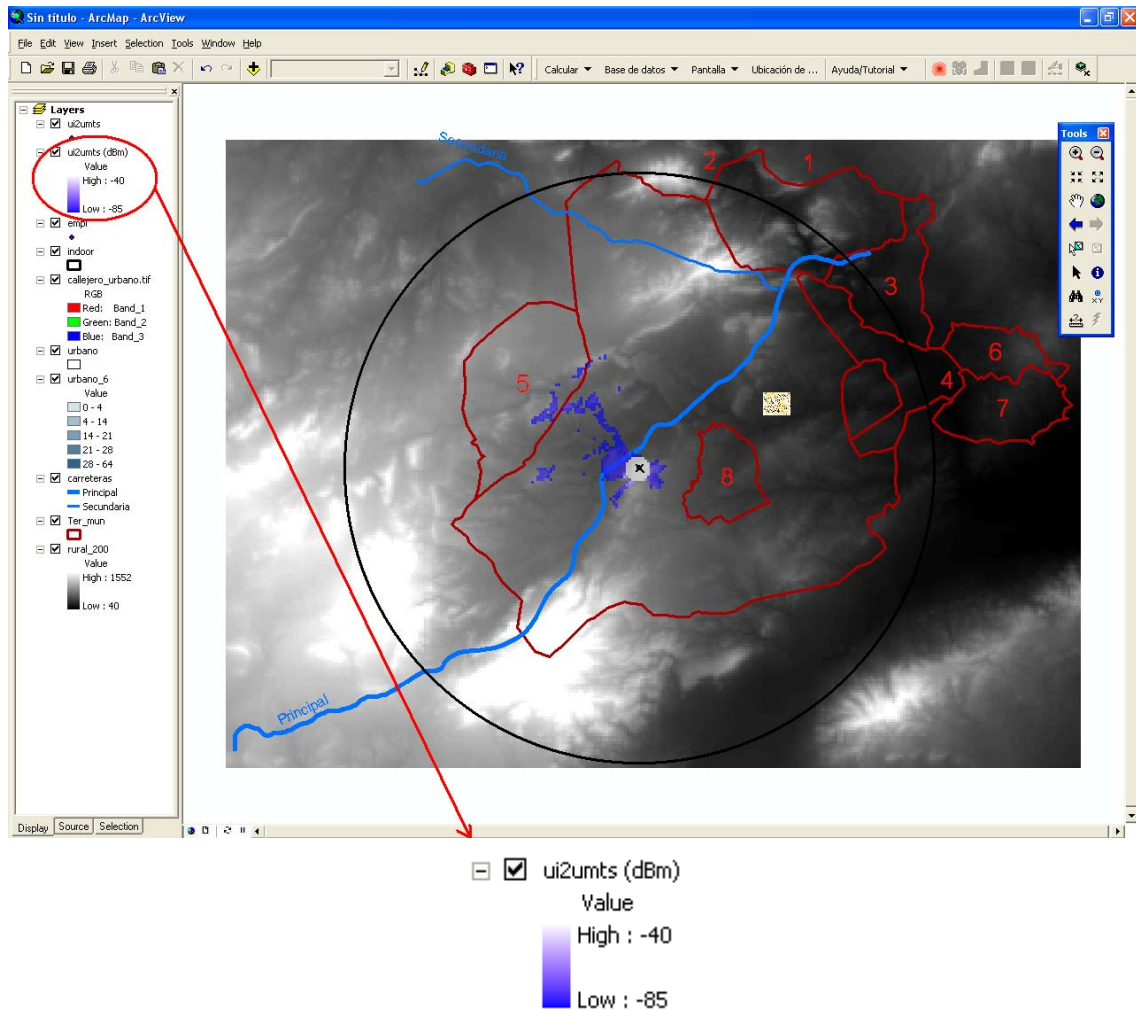 Sin título - ArcMap - ArcView
File Edit View Insert Selection Tools Window Help
Calcular Base de datos Pantalla Ubicación de ... Ayuda/Tutorial
Layers
ui2umts
ui2umts (dBm)
Value
High : -40
Low : -85
empl
indoor
callejero_urbano.tif
RGB
Red: Band_1
Green: Band_2
Blue: Band_3
urbano
urbano_6
Value
0 - 4
4 - 14
14 - 21
21 - 28
28 - 64
carreteras
Principal
Secundaria
Ter_mun
rural_200
Value
High : 1552
Low : 40
Display Source Selection
Secundaria
2
1
3
5
6
4
7
8
Principal
Tools
XY
ui2umts (dBm)
Value
High : -40
Low : -85